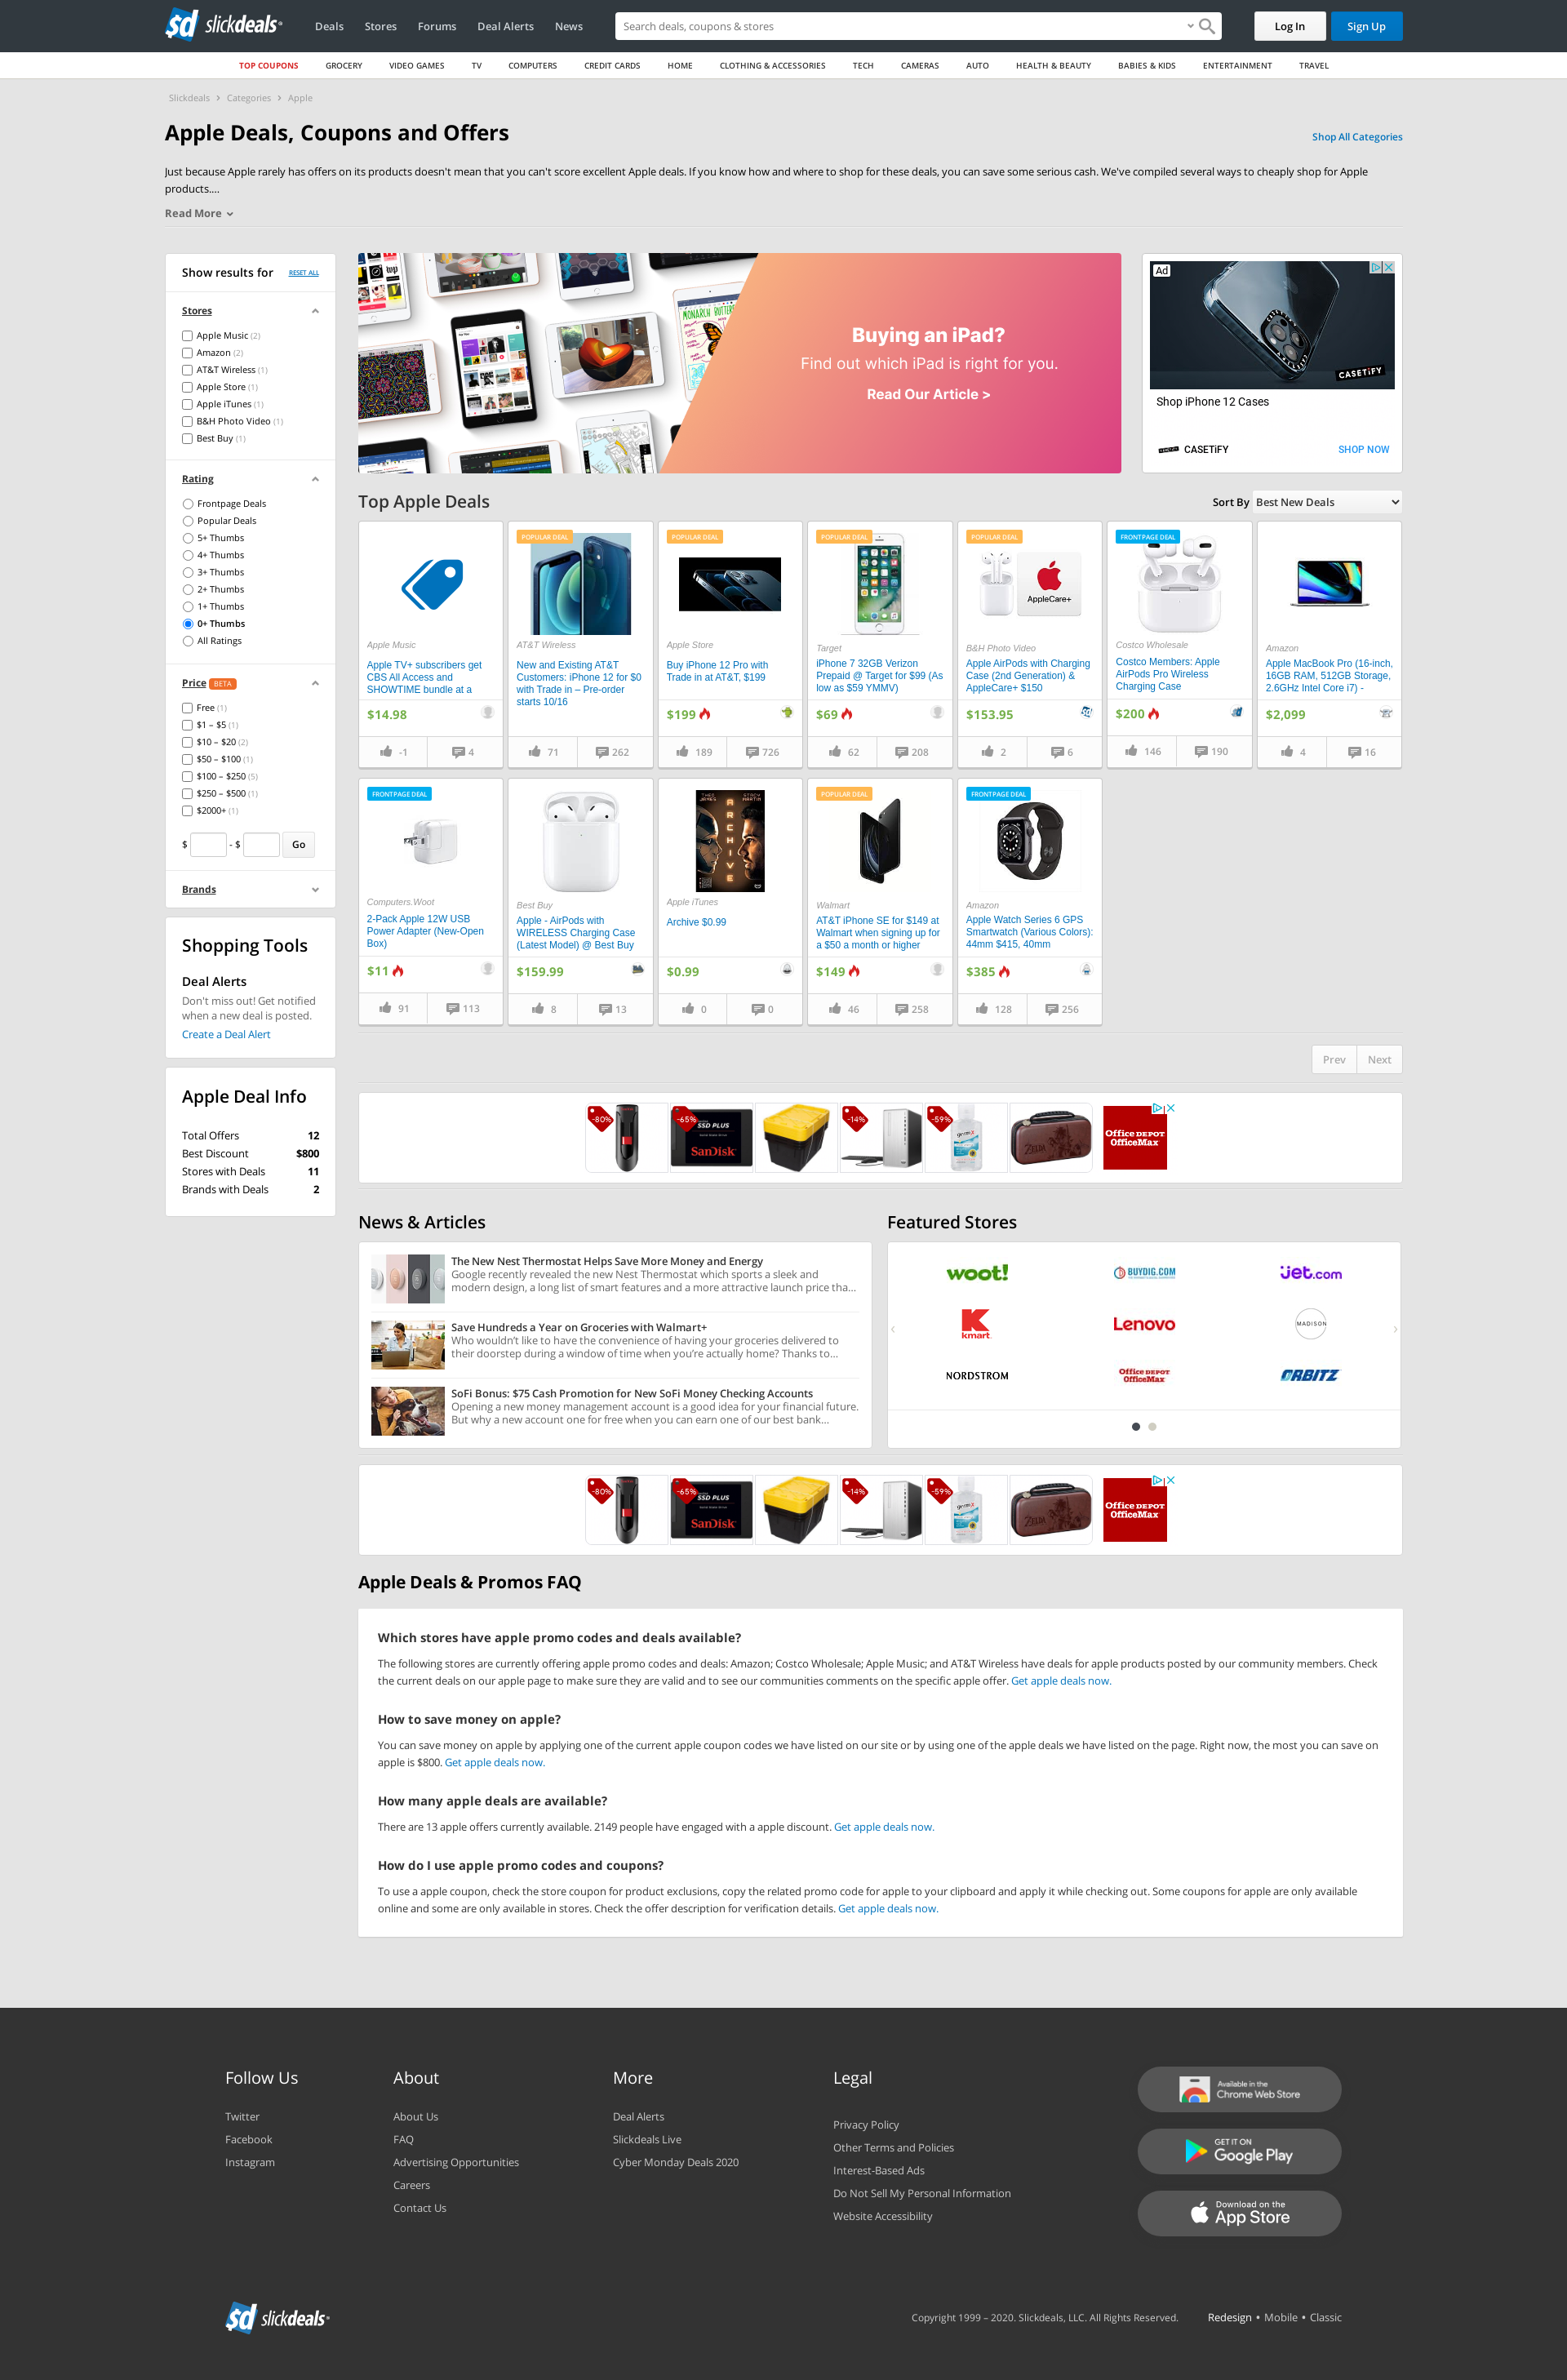 sd slickdeals
Deals
Stores
Forums
Deal Alerts
News
Search deals, coupons & stores
Log In
Sign Up
TOP COUPONS
GROCERY
VIDEO GAMES
TV
COMPUTERS
CREDIT CARDS
HOME
CLOTHING & ACCESSORIES
TECH
CAMERAS
AUTO
HEALTH & BEAUTY
BABIES & KIDS
ENTERTAINMENT
TRAVEL
Slickdeals › Categories › Apple
Apple Deals, Coupons and Offers
Shop All Categories
Just because Apple rarely has offers on its products doesn't mean that you can't score excellent Apple deals. If you know how and where to shop for these deals, you can save some serious cash. We've compiled several ways to cheaply shop for Apple
products....
Read More
Show results for
RESET ALL
Stores
Apple Music (2)
Amazon (2)
AT&T Wireless (1)
Apple Store (1)
Apple iTunes (1)
B&H Photo Video (1)
Best Buy (1)
Rating
Frontpage Deals
Popular Deals
5+ Thumbs
4+ Thumbs
3+ Thumbs
2+ Thumbs
1+ Thumbs
0+ Thumbs
All Ratings
Price BETA
Free (1)
$1 – $5 (1)
$10 – $20 (2)
$50 – $100 (1)
$100 – $250 (5)
$250 – $500 (1)
$2000+ (1)
$ - $ Go
Brands
Shopping Tools
Deal Alerts
Don't miss out! Get notified
when a new deal is posted.
Create a Deal Alert
Apple Deal Info
Total Offers 12
Best Discount $800
Stores with Deals 11
Brands with Deals 2
Buying an iPad?
Find out which iPad is right for you.
Read Our Article >
Ad
CASETiFY
Shop iPhone 12 Cases
CASETiFY
SHOP NOW
Top Apple Deals
Sort By Best New Deals
Apple Music
Apple TV+ subscribers get
CBS All Access and
SHOWTIME bundle at a
$14.98
-1
4
POPULAR DEAL
AT&T Wireless
New and Existing AT&T
Customers: iPhone 12 for $0
with Trade in – Pre-order
starts 10/16
71
262
POPULAR DEAL
Apple Store
Buy iPhone 12 Pro with
Trade in at AT&T, $199
$199
189
726
POPULAR DEAL
Target
iPhone 7 32GB Verizon
Prepaid @ Target for $99 (As
low as $59 YMMV)
$69
62
208
POPULAR DEAL
AppleCare+
B&H Photo Video
Apple AirPods with Charging
Case (2nd Generation) &
AppleCare+ $150
$153.95
2
6
FRONTPAGE DEAL
Costco Wholesale
Costco Members: Apple
AirPods Pro Wireless
Charging Case
$200
146
190
Amazon
Apple MacBook Pro (16-inch,
16GB RAM, 512GB Storage,
2.6GHz Intel Core i7) -
$2,099
4
16
FRONTPAGE DEAL
Computers.Woot
2-Pack Apple 12W USB
Power Adapter (New-Open
Box)
$11
91
113
Best Buy
Apple - AirPods with
WIRELESS Charging Case
(Latest Model) @ Best Buy
$159.99
8
13
THEO JAMES
STACY MARTIN
ARCHIVE
Apple iTunes
Archive $0.99
$0.99
0
0
POPULAR DEAL
Walmart
AT&T iPhone SE for $149 at
Walmart when signing up for
a $50 a month or higher
$149
46
258
FRONTPAGE DEAL
Amazon
Apple Watch Series 6 GPS
Smartwatch (Various Colors):
44mm $415, 40mm
$385
128
256
Prev
Next
-80%
-65%
SSD PLUS
SanDisk
-14%
-59%
germ-x
ZELDA
Office DEPOT
OfficeMax
News & Articles
The New Nest Thermostat Helps Save More Money and Energy
Google recently revealed the new Nest Thermostat which sports a sleek and
modern design, a long list of smart features and a more attractive launch price tha...
Save Hundreds a Year on Groceries with Walmart+
Who wouldn’t like to have the convenience of having your groceries delivered to
their doorstep during a window of time when you’re actually home? Thanks to...
SoFi Bonus: $75 Cash Promotion for New SoFi Money Checking Accounts
Opening a new money management account is a good idea for your financial future.
But why a new account one for free when you can earn one of our best bank...
Featured Stores
woot!
BUYDIG.COM
jet.com
kmart
Lenovo
MADISON
NORDSTROM
Office DEPOT
OfficeMax
ORBITZ
-80%
-65%
SSD PLUS
SanDisk
-14%
-59%
germ-x
ZELDA
Office DEPOT
OfficeMax
Apple Deals & Promos FAQ
Which stores have apple promo codes and deals available?
The following stores are currently offering apple promo codes and deals: Amazon; Costco Wholesale; Apple Music; and AT&T Wireless have deals for apple products posted by our community members. Check
the current deals on our apple page to make sure they are valid and to see our communities comments on the specific apple offer. Get apple deals now.
How to save money on apple?
You can save money on apple by applying one of the current apple coupon codes we have listed on our site or by using one of the apple deals we have listed on the page. Right now, the most you can save on
apple is $800. Get apple deals now.
How many apple deals are available?
There are 13 apple offers currently available. 2149 people have engaged with a apple discount. Get apple deals now.
How do I use apple promo codes and coupons?
To use a apple coupon, check the store coupon for product exclusions, copy the related promo code for apple to your clipboard and apply it while checking out. Some coupons for apple are only available
online and some are only available in stores. Check the offer description for verification details. Get apple deals now.
Follow Us
Twitter
Facebook
Instagram
About
About Us
FAQ
Advertising Opportunities
Careers
Contact Us
More
Deal Alerts
Slickdeals Live
Cyber Monday Deals 2020
Legal
Privacy Policy
Other Terms and Policies
Interest-Based Ads
Do Not Sell My Personal Information
Website Accessibility
Available in the
Chrome Web Store
GET IT ON
Google Play
Download on the
App Store
sd slickdeals
Copyright 1999 – 2020. Slickdeals, LLC. All Rights Reserved.
Redesign • Mobile • Classic